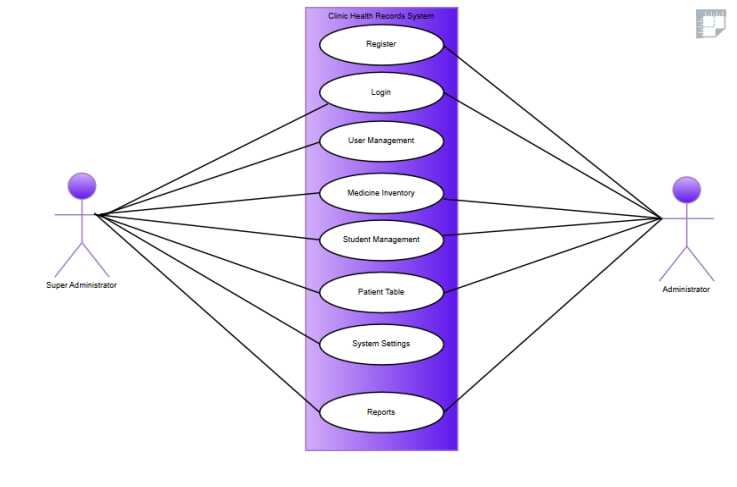 Clinic Health Records System
Register
Login
User Management
Medicine Inventory
Student Management
Patient Table
System Settings
Reports
Super Administrator
Administrator